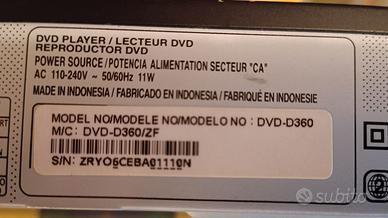 DVD PLAYER / LECTEUR DVD
REPRODUCTOR DVD
POWER SOURCE / POTENCIA ALIMENTATION SECTEUR "CA"
AC 110-240V ~ 50/60Hz 11W
MADE IN INDONESIA / FABRICADO EN INDONESIA / FABRIQUÉ EN INDONESIE
MODEL NO/MODELE NO/MODELO NO : DVD-D360
M/C: DVD-D360/ZF
S/N: ZRYO6CEBA01110N
subito